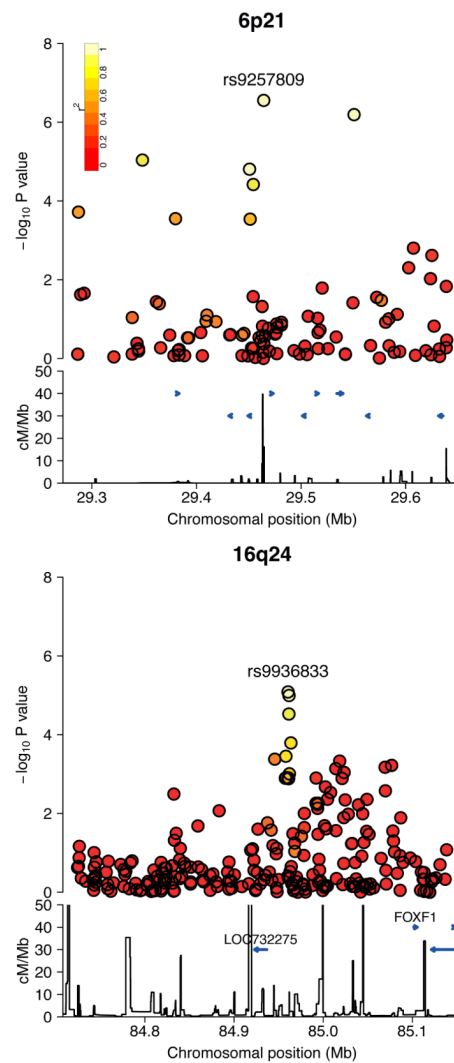 6p21
8
6
4
2
0
− log10 P value
r2
1
0.8
0.6
0.4
0.2
0
rs9257809
50
40
30
20
10
0
cM/Mb
29.3 29.4 29.5 29.6
Chromosomal position (Mb)
16q24
8
6
4
2
0
− log10 P value
rs9936833
50
40
30
20
10
0
cM/Mb
LOC732275
FOXF1
84.8 84.9 85.0 85.1
Chromosomal position (Mb)